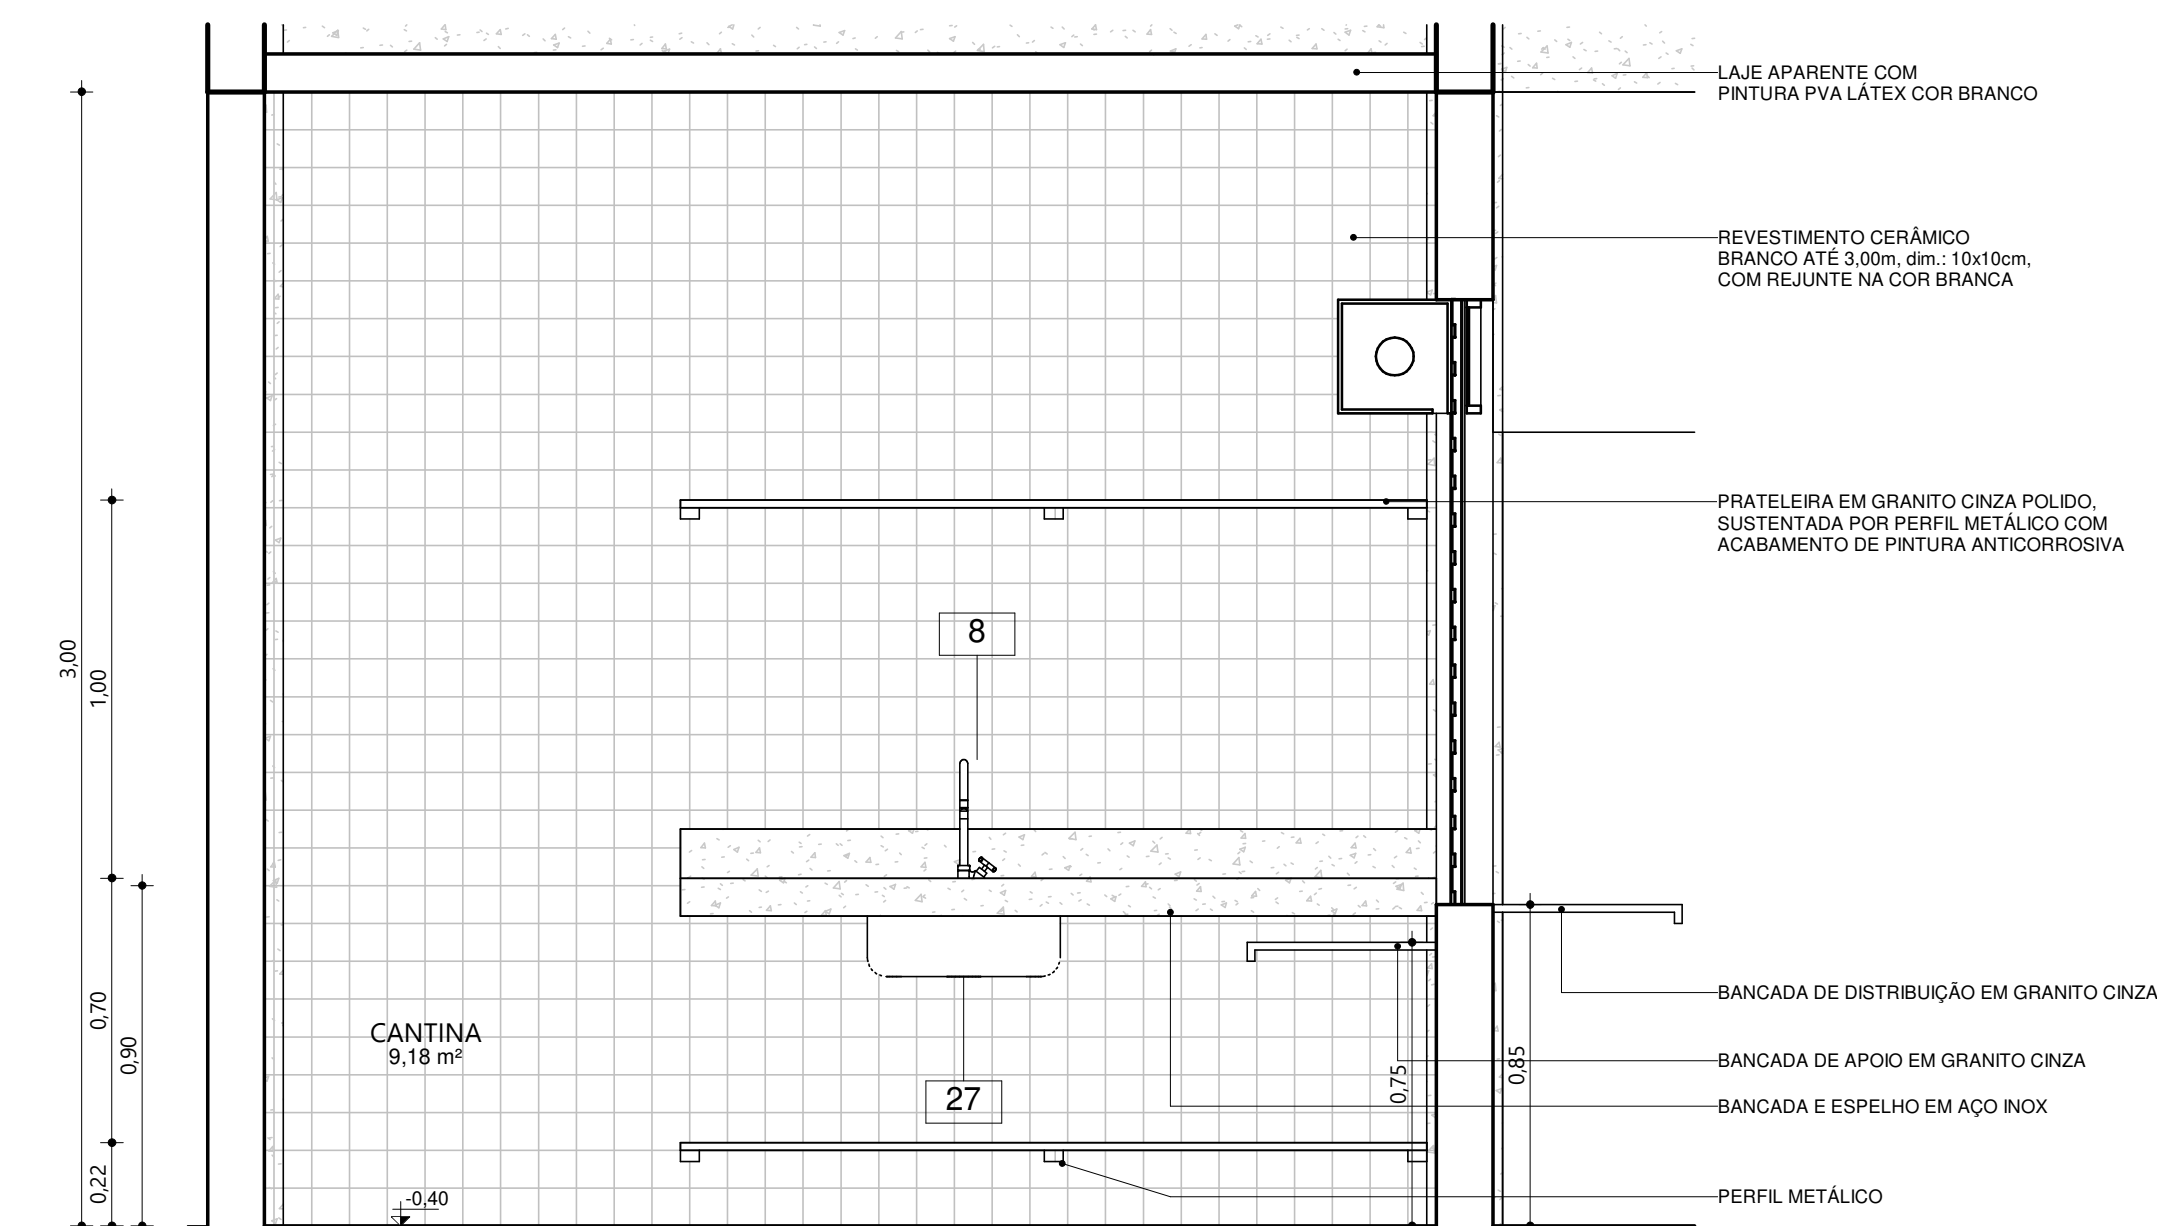 LAJE APARENTE COM
PINTURA PVA LÁTEX COR BRANCO
REVESTIMENTO CERÂMICO
BRANCO ATÉ 3,00m, dim.: 10x10cm,
COM REJUNTE NA COR BRANCA
PRATELEIRA EM GRANITO CINZA POLIDO,
SUSTENTADA POR PERFIL METÁLICO COM
ACABAMENTO DE PINTURA ANTICORROSIVA
8
3,00
1,00
0,70
0,90
0,22
CANTINA
9,18 m²
27
-0,40
0,75
0,85
BANCADA DE DISTRIBUIÇÃO EM GRANITO CINZA
BANCADA DE APOIO EM GRANITO CINZA
BANCADA E ESPELHO EM AÇO INOX
PERFIL METÁLICO